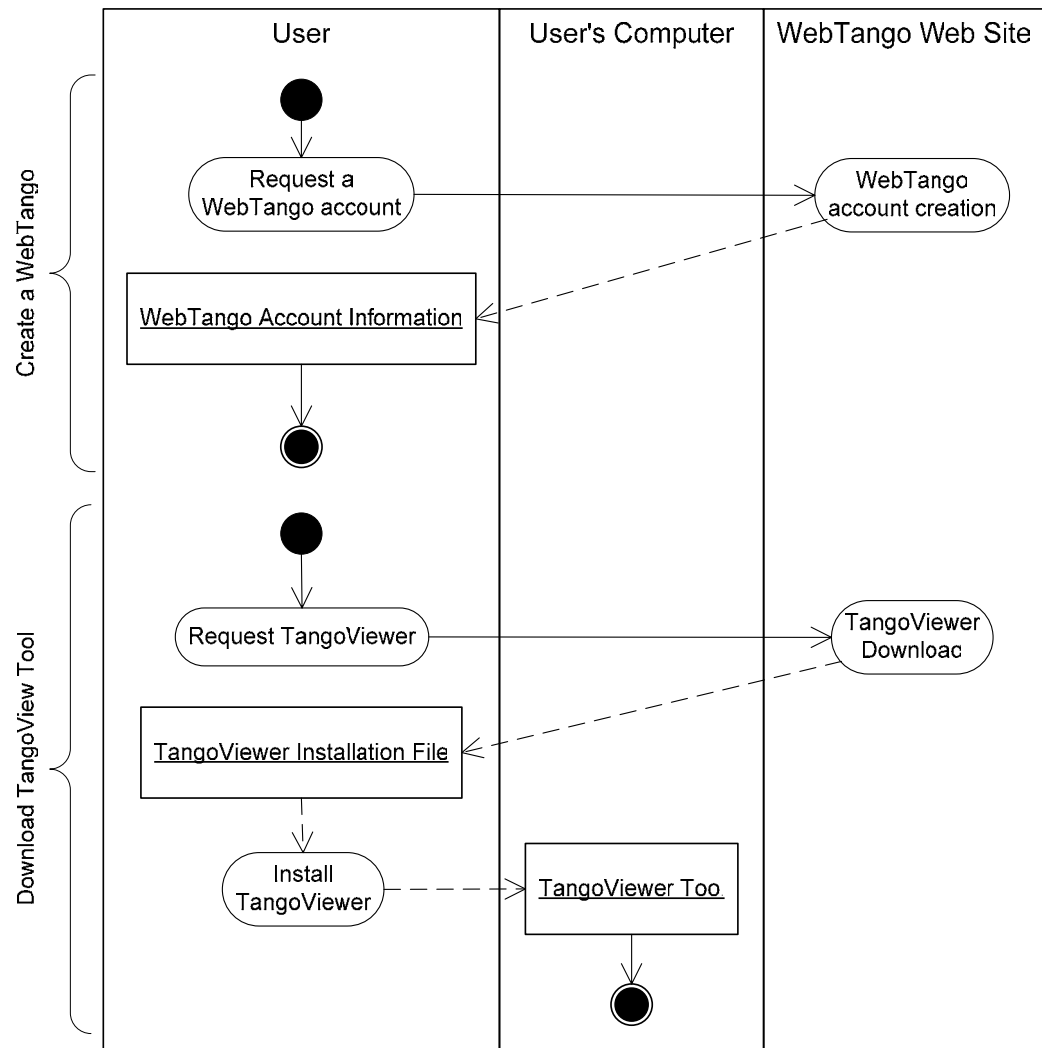 User
User's Computer
WebTango Web Site
Create a WebTango
Request a
WebTango account
WebTango
account creation
WebTango Account Information
Download TangoView Tool
Request TangoViewer
TangoViewer
Download
TangoViewer Installation File
Install
TangoViewer
TangoViewer Too